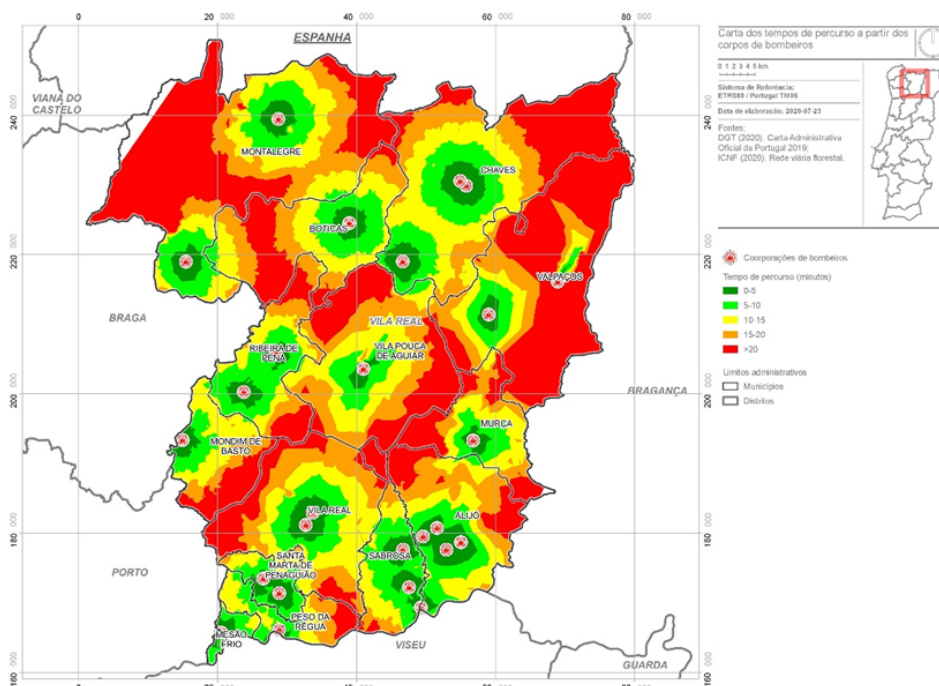 0
20 000
40 000
60 000
80 000
ESPANHA
VIANA DO
CASTELO
240 000
MONTALEGRE
CHAVES
BOTICAS
220 000
VALPAÇOS
BRAGA
VILA REAL
RIBEIRA DE
PENA
VILA POUCA
DE AGUIAR
200 000
BRAGANÇA
MURÇA
MONDIM DE
BASTO
VILA REAL
ALIJÓ
180 000
SABROSA
SANTA
MARTA DE
PENAGUIÃO
PORTO
PESO DA
RÉGUA
MESÃO
FRIO
VISEU
GUARDA
160 000
Carta dos tempos de percurso a partir dos
corpos de bombeiros
0 1 2 3 4 5 km
Sistema de Referência:
ETRS89 / Portugal TM06
Data de elaboração: 2020-07-23
Fontes:
DGT (2020). Carta Administrativa
Oficial de Portugal 2019;
ICNF (2020). Rede viária florestal.
Coorporações de bombeiros
Tempo de percurso (minutos)
0-5
5-10
10-15
15-20
>20
Limites administrativos
Municípios
Distritos